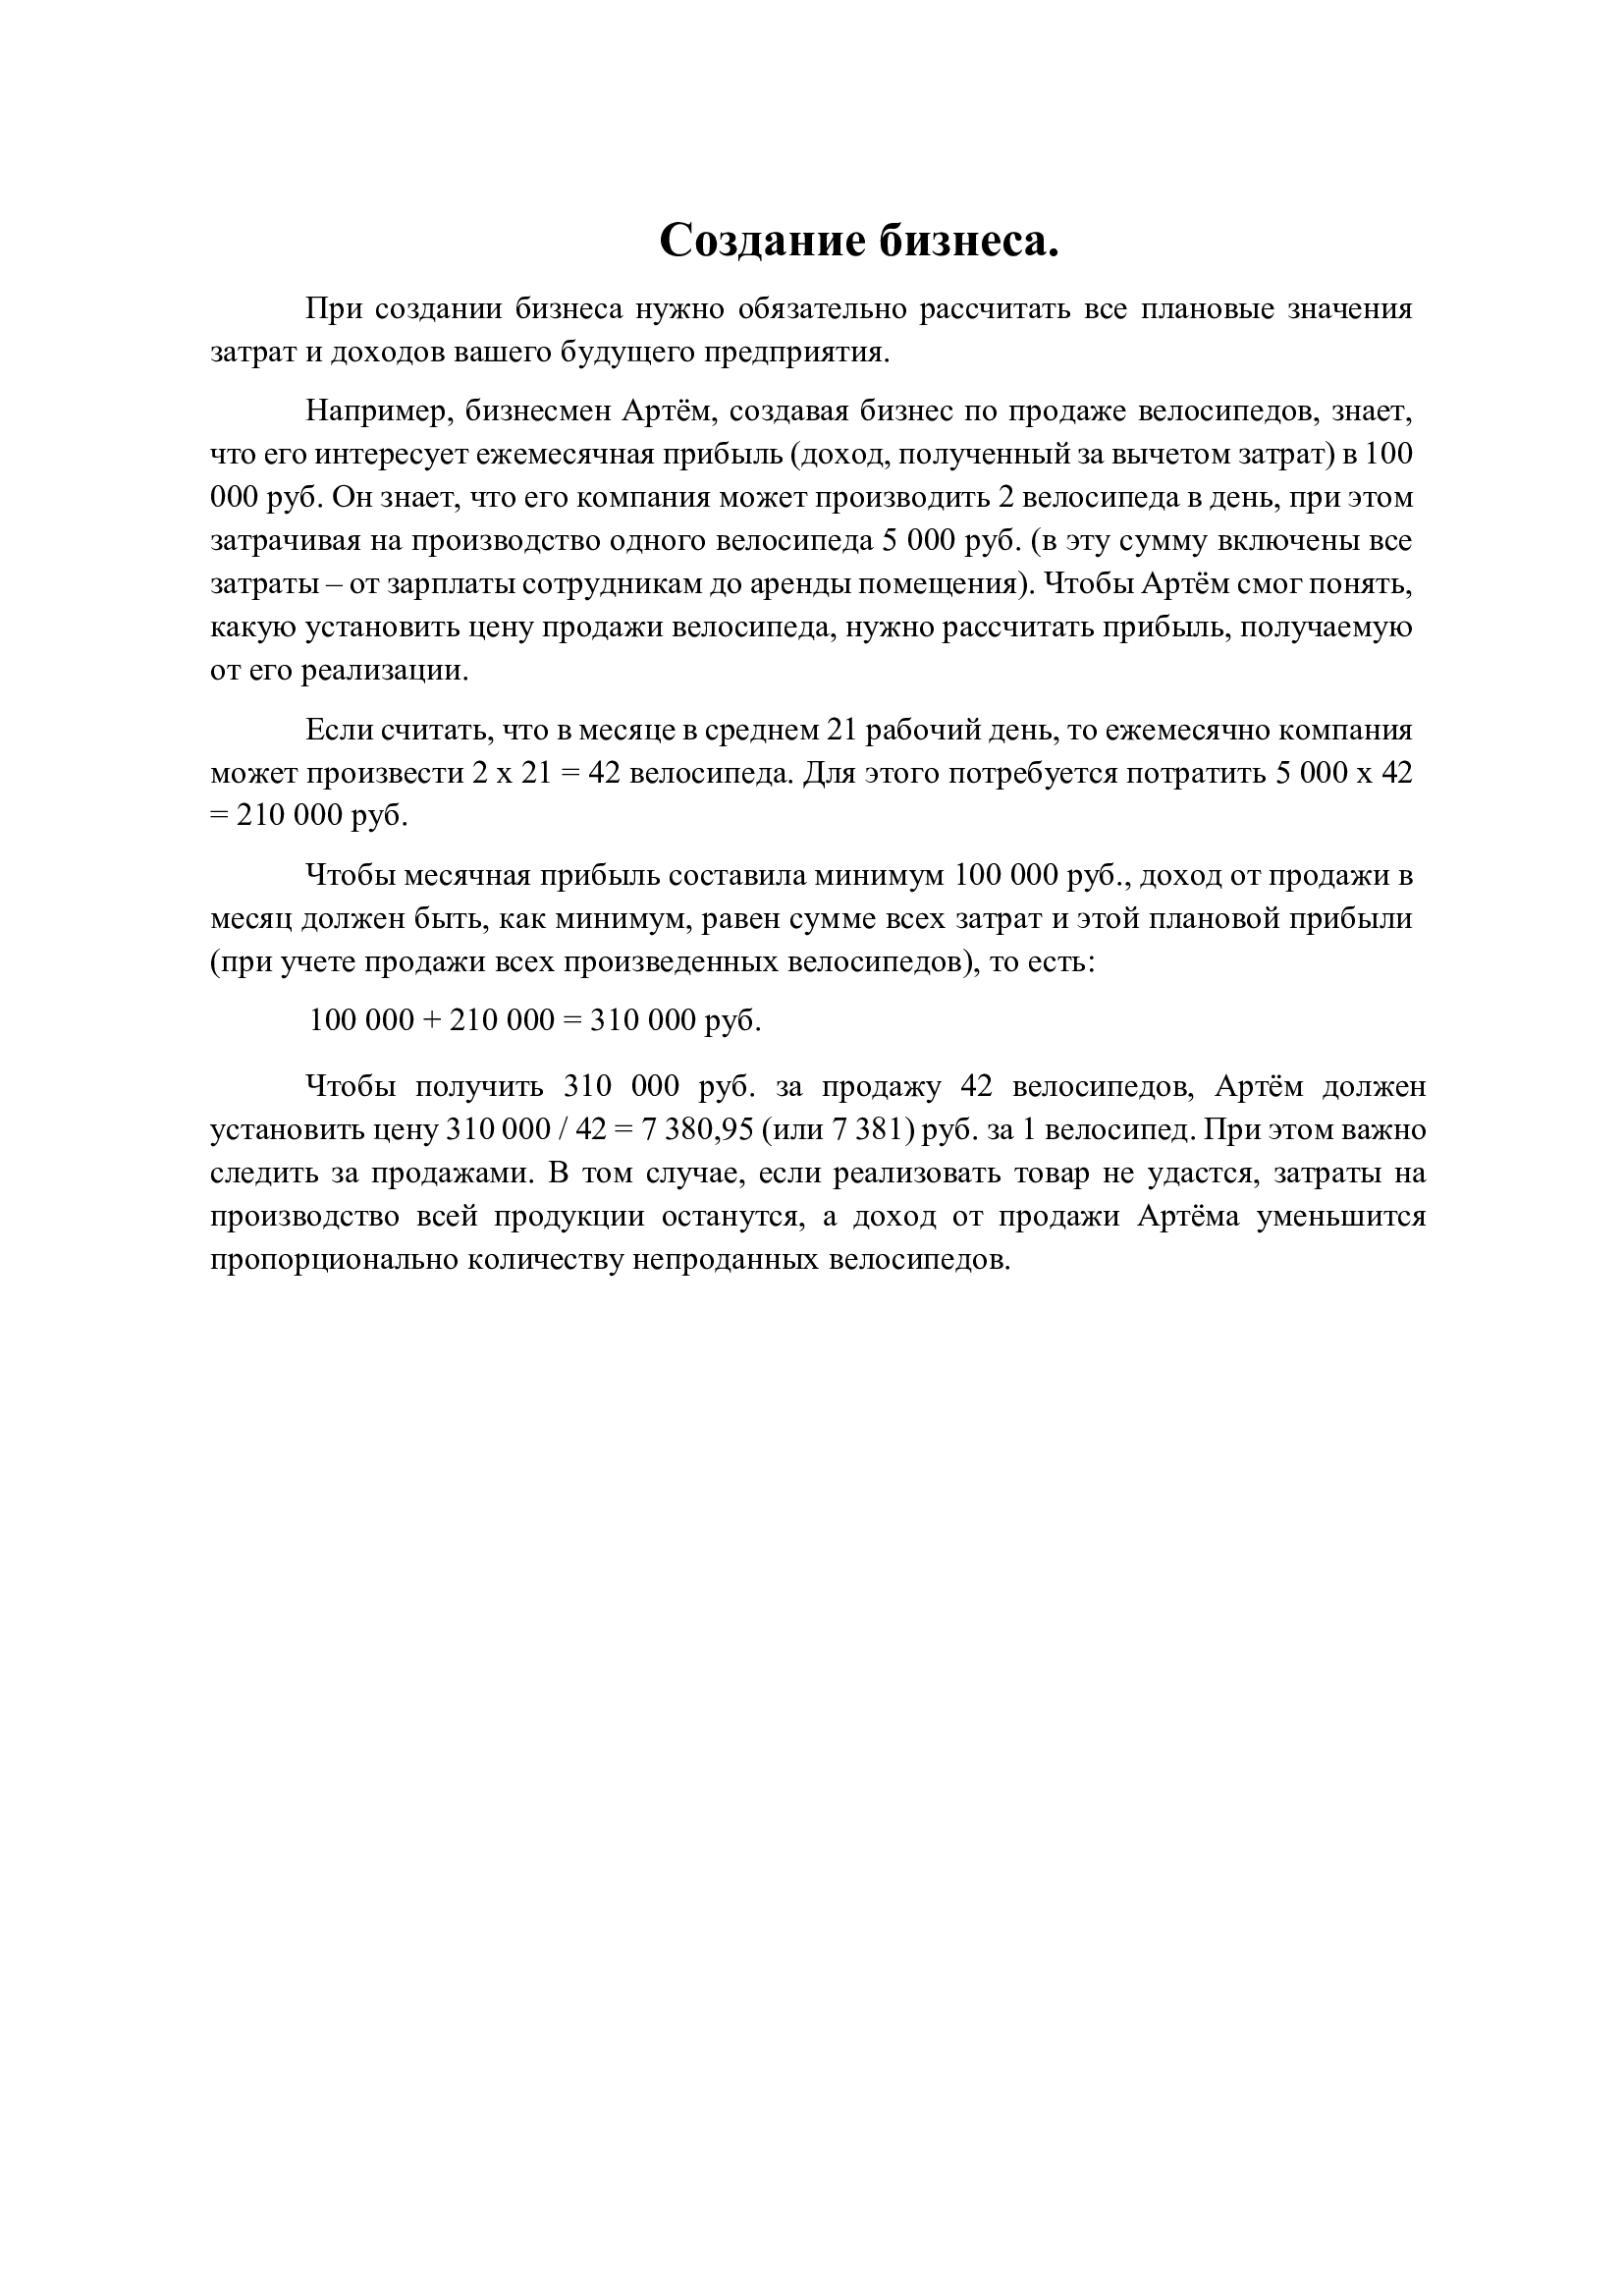 Создание бизнеса.
При создании бизнеса нужно обязательно рассчитать все плановые значения
затрат и доходов вашего будущего предприятия.
Например, бизнесмен Артём, создавая бизнес по продаже велосипедов, знает,
что его интересует ежемесячная прибыль (доход, полученный за вычетом затрат) в 100
000 руб. Он знает, что его компания может производить 2 велосипеда в день, при этом
затрачивая на производство одного велосипеда 5 000 руб. (в эту сумму включены все
затраты – от зарплаты сотрудникам до аренды помещения). Чтобы Артём смог понять,
какую установить цену продажи велосипеда, нужно рассчитать прибыль, получаемую
от его реализации.
Если считать, что в месяце в среднем 21 рабочий день, то ежемесячно компания
может произвести 2 х 21 = 42 велосипеда. Для этого потребуется потратить 5 000 х 42
= 210 000 руб.
Чтобы месячная прибыль составила минимум 100 000 руб., доход от продажи в
месяц должен быть, как минимум, равен сумме всех затрат и этой плановой прибыли
(при учете продажи всех произведенных велосипедов), то есть:
100 000 + 210 000 = 310 000 руб.
Чтобы получить 310 000 руб. за продажу 42 велосипедов, Артём должен
установить цену 310 000 / 42 = 7 380,95 (или 7 381) руб. за 1 велосипед. При этом важно
следить за продажами. В том случае, если реализовать товар не удастся, затраты на
производство всей продукции останутся, а доход от продажи Артёма уменьшится
пропорционально количеству непроданных велосипедов.